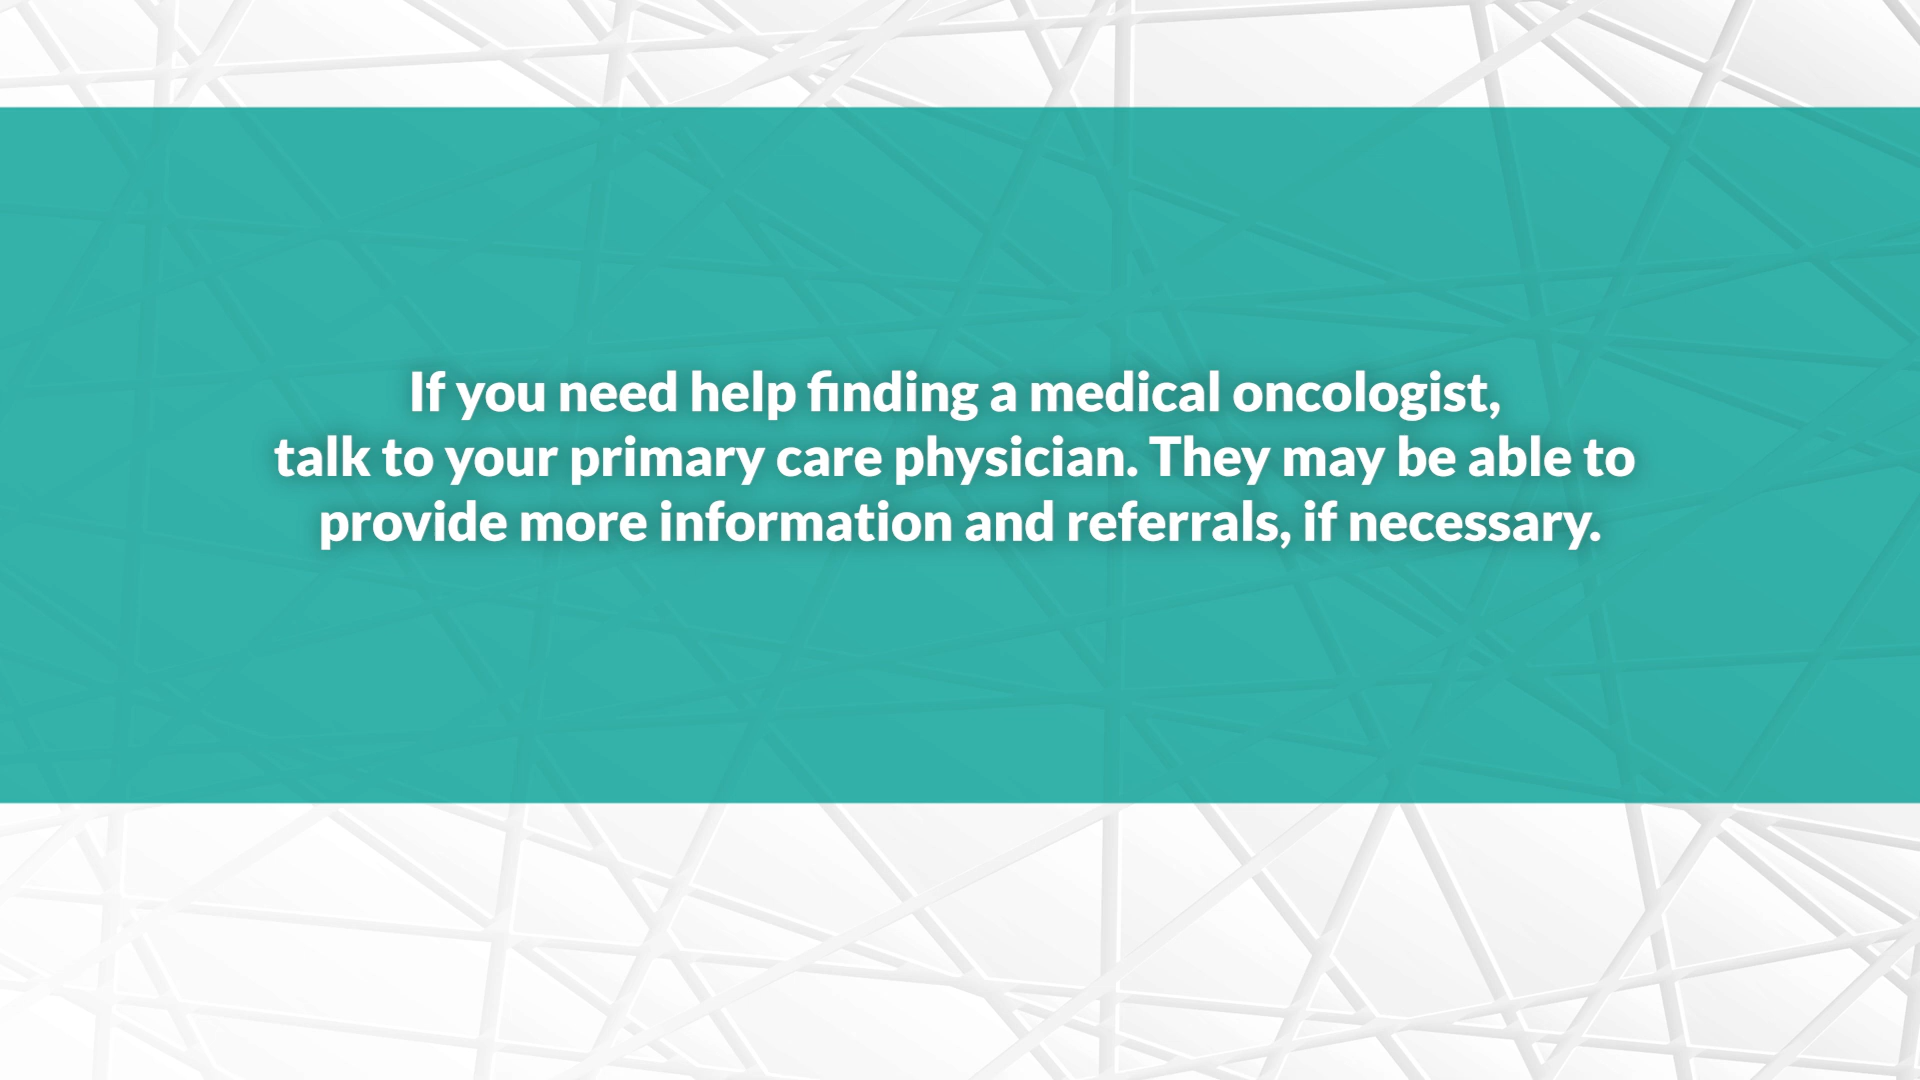 If you need help finding a medical oncologist,
talk to your primary care physician. They may be able to
provide more information and referrals, if necessary.